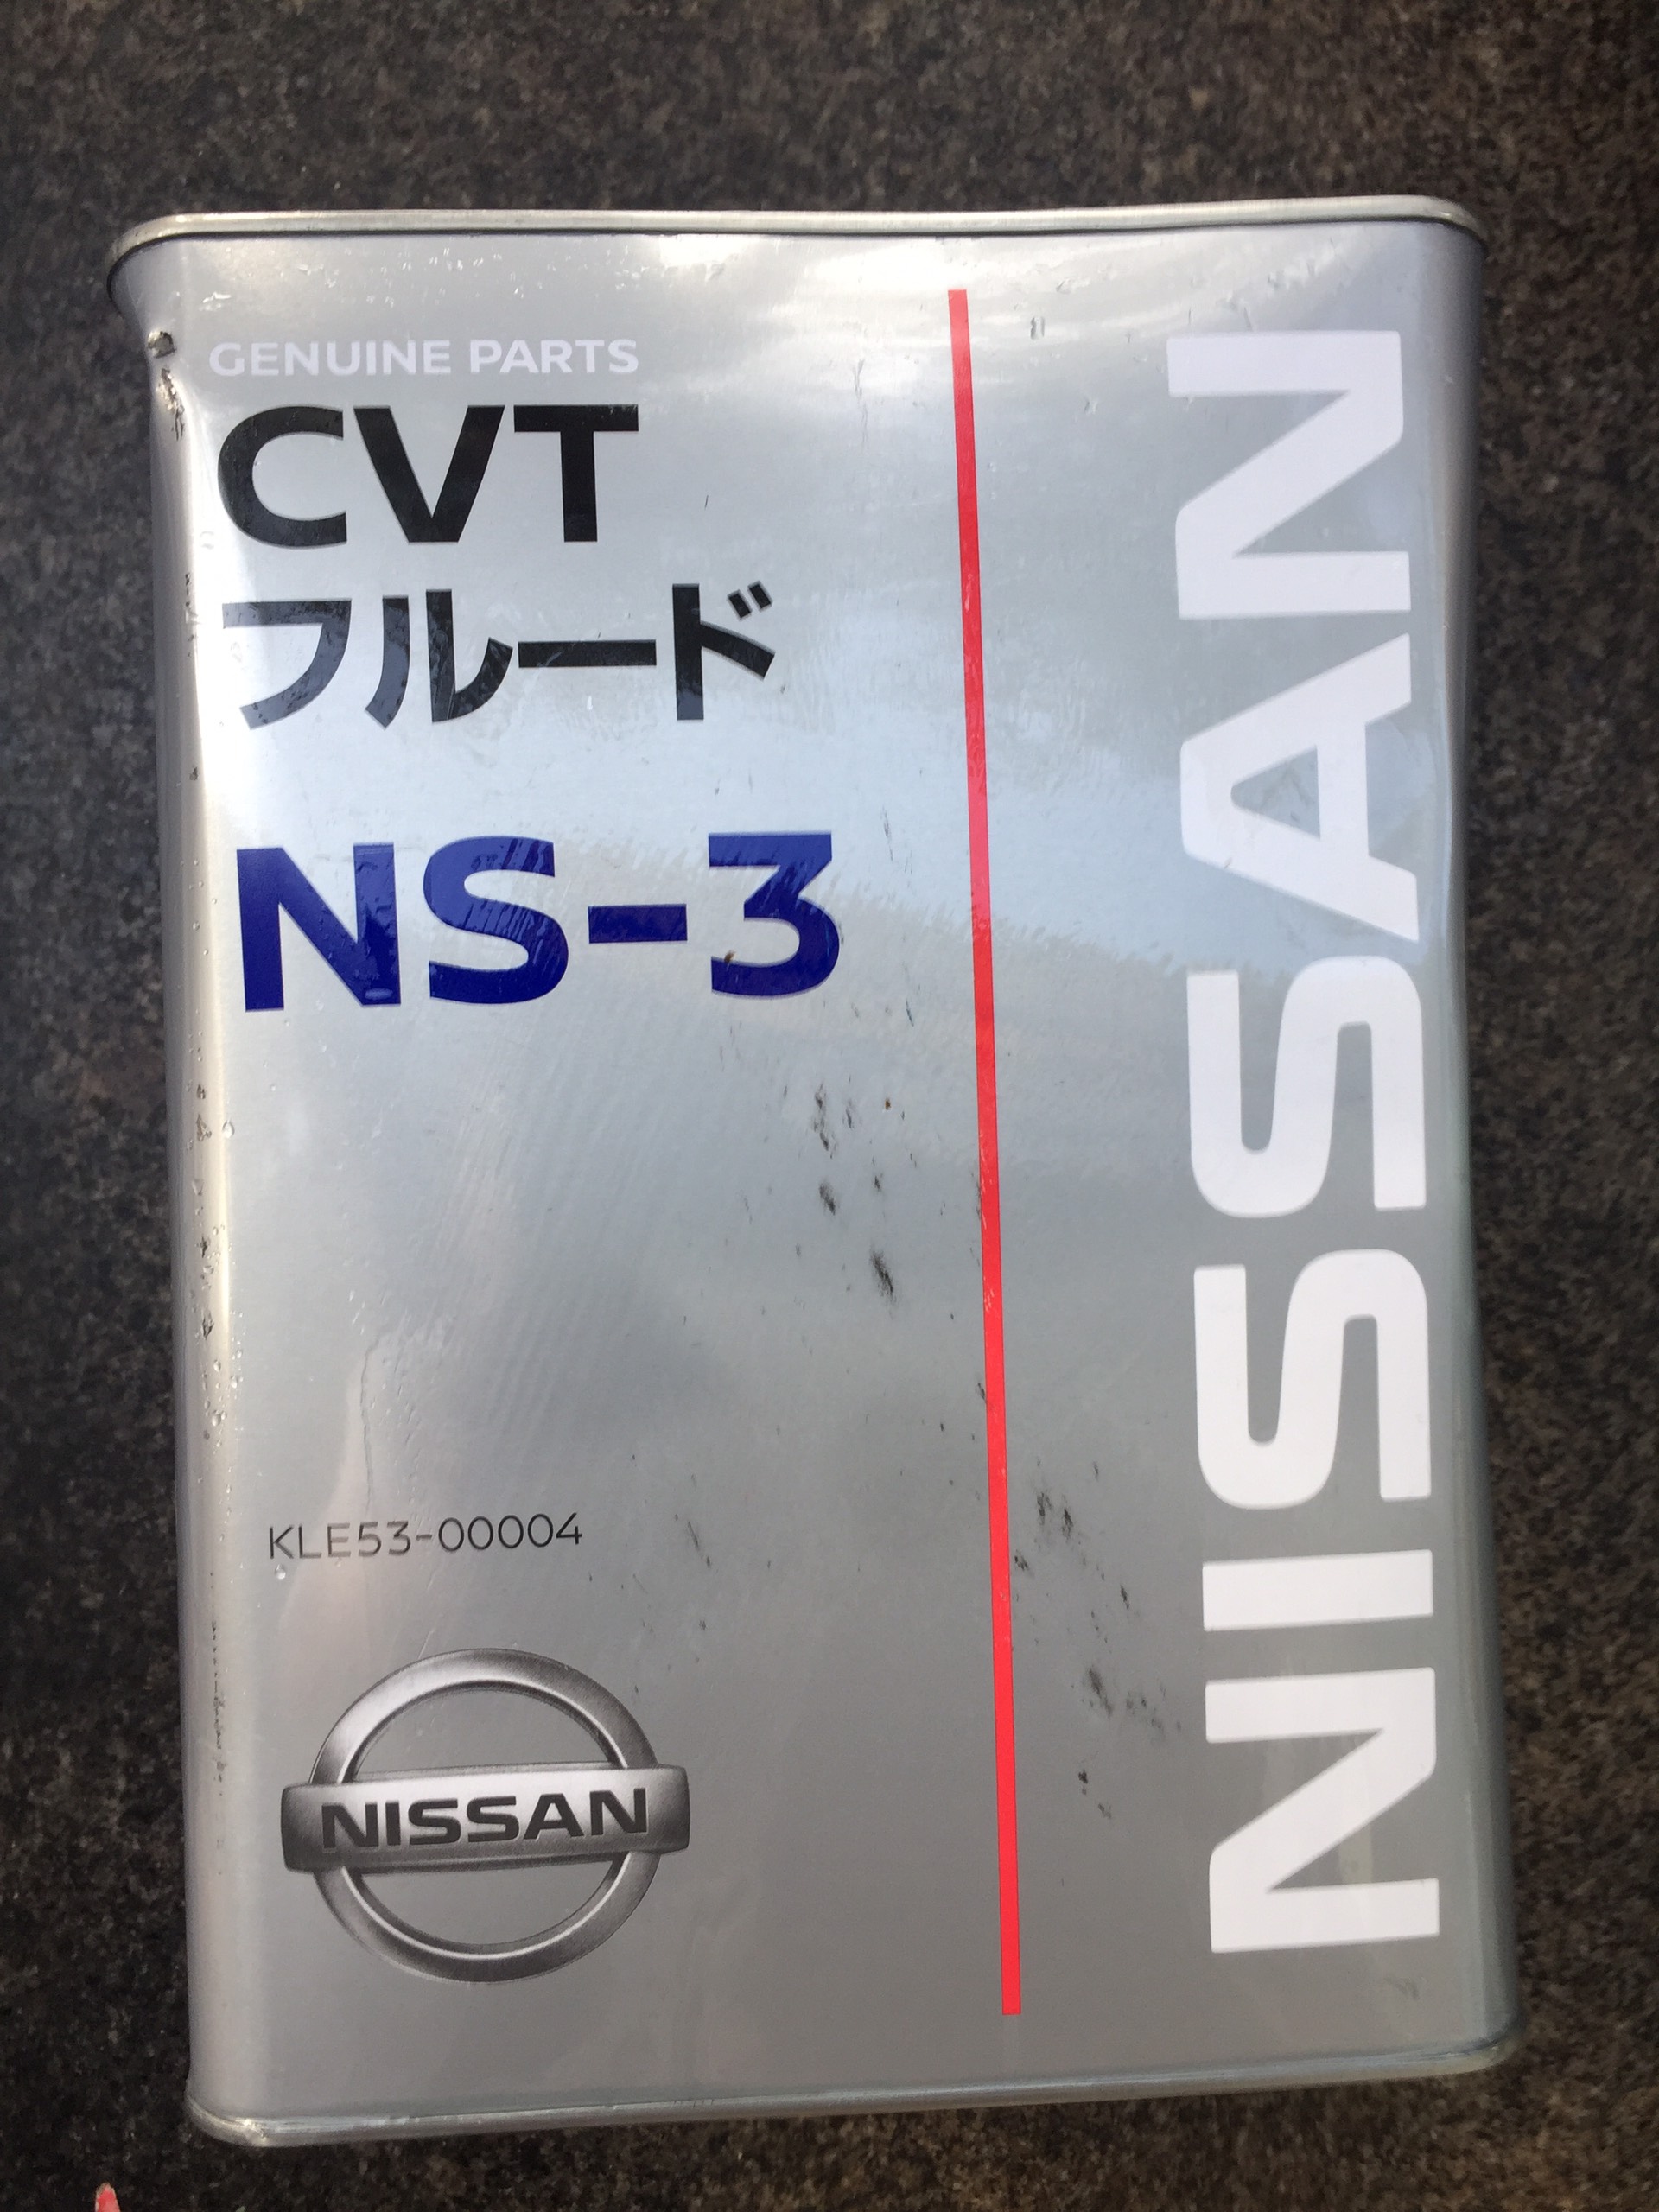 GENUINE PARTS
CVT
フルード
NS-3
KLE53-00004
NISSAN
NISSAN